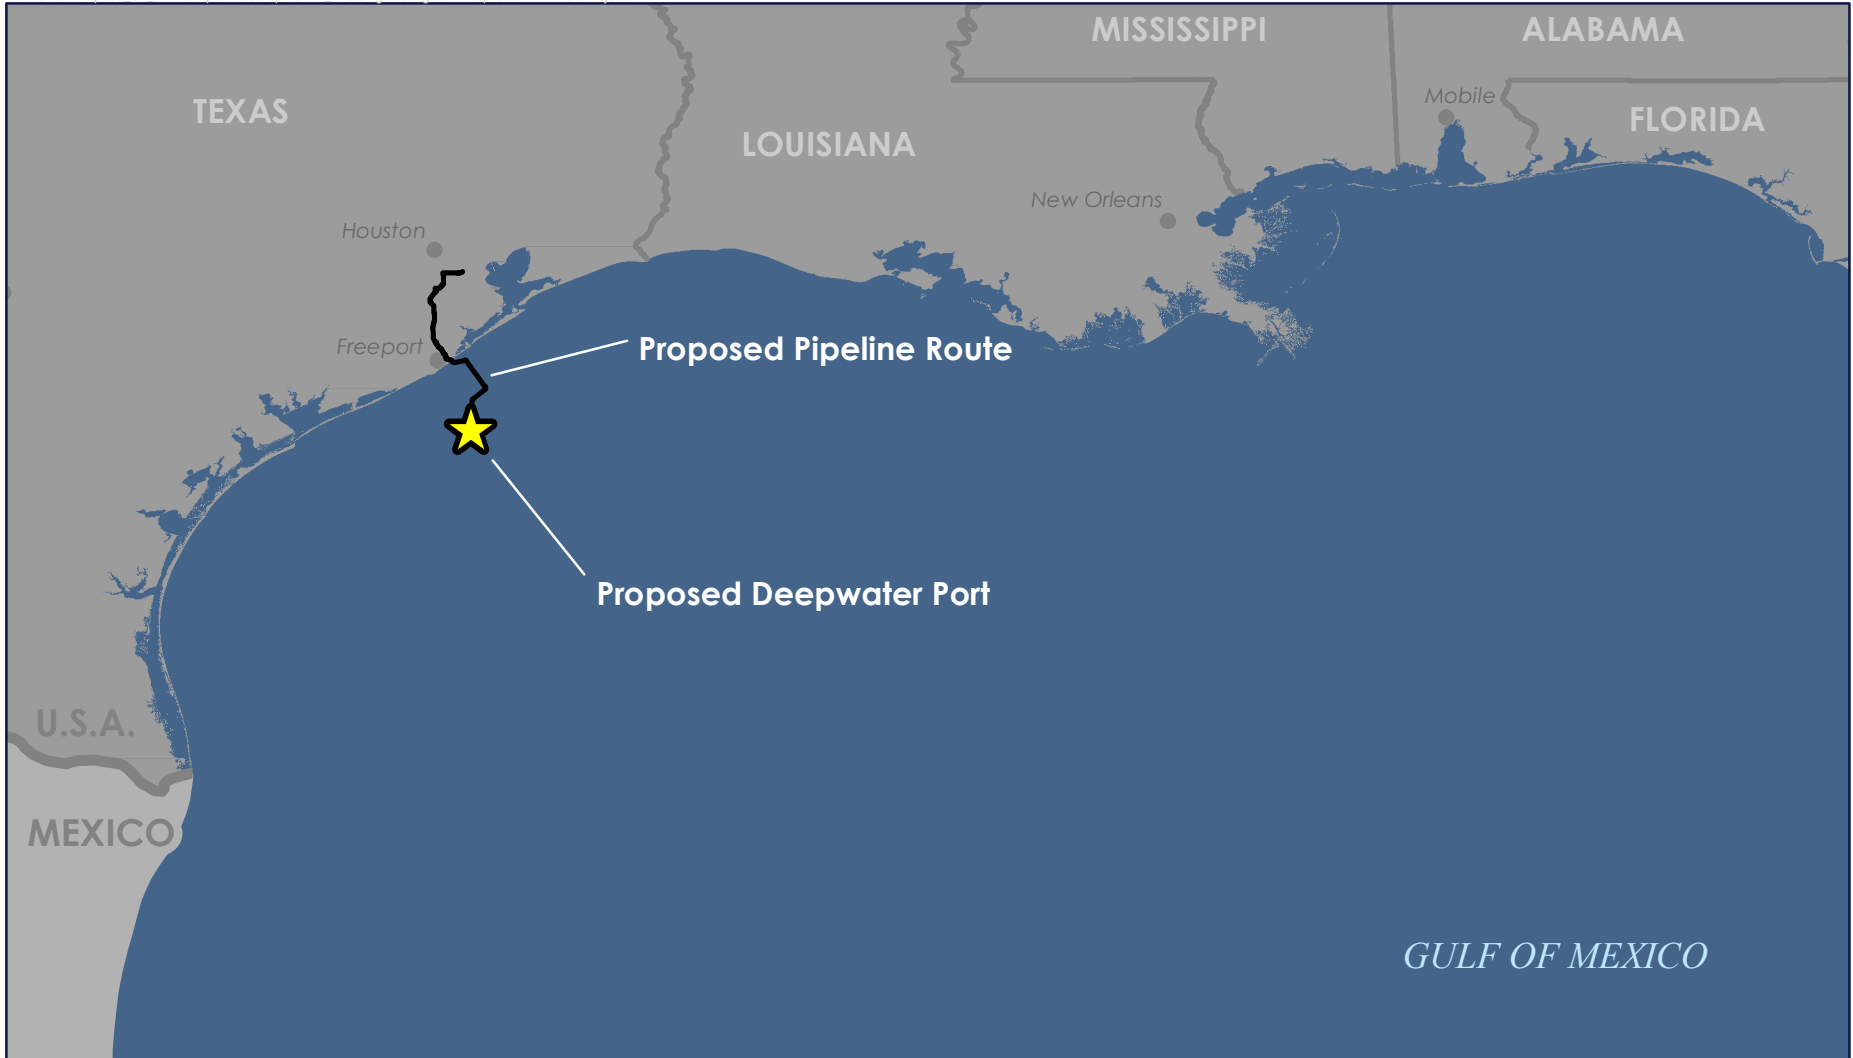 MISSISSIPPI
ALABAMA
Mobile
TEXAS
FLORIDA
LOUISIANA
New Orleans
Houston
Freeport
Proposed Pipeline Route
Proposed Deepwater Port
U.S.A.
MEXICO
GULF OF MEXICO